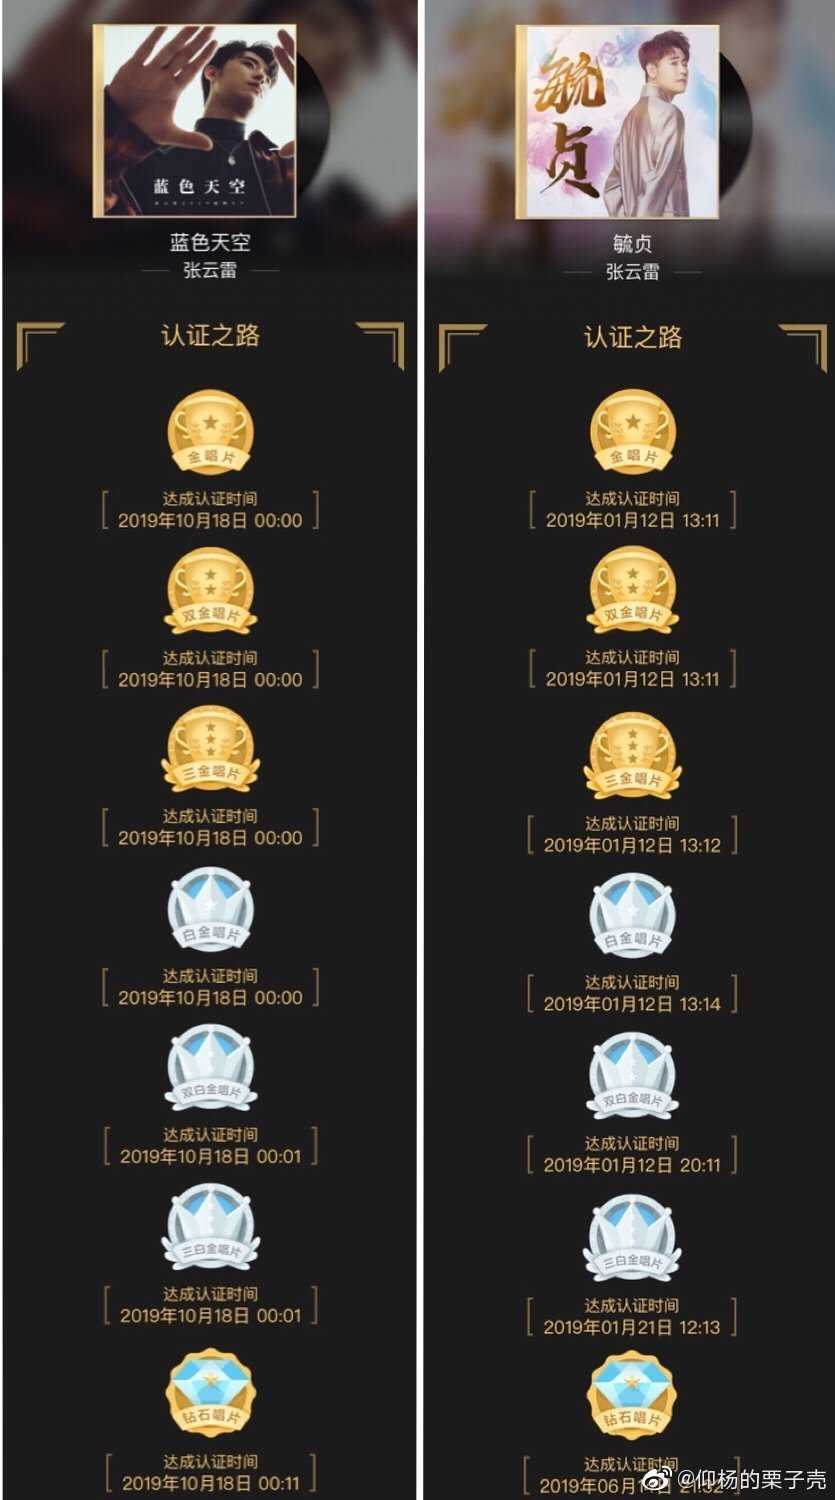 蓝色天空
蓝色天空
张云雷
认证之路
金唱片
达成认证时间
2019年10月18日 00:00
双金唱片
达成认证时间
2019年10月18日 00:00
三金唱片
达成认证时间
2019年10月18日 00:00
白金唱片
达成认证时间
2019年10月18日 00:00
双白金唱片
达成认证时间
2019年10月18日 00:01
三白金唱片
达成认证时间
2019年10月18日 00:01
钻石唱片
达成认证时间
2019年10月18日 00:11
毓贞
毓贞
张云雷
认证之路
金唱片
达成认证时间
2019年01月12日 13:11
双金唱片
达成认证时间
2019年01月12日 13:11
三金唱片
达成认证时间
2019年01月12日 13:12
白金唱片
达成认证时间
2019年01月12日 13:14
双白金唱片
达成认证时间
2019年01月12日 20:11
三白金唱片
达成认证时间
2019年01月21日 12:13
钻石唱片
达成认证时间
2019年06月
@仰杨的栗子壳